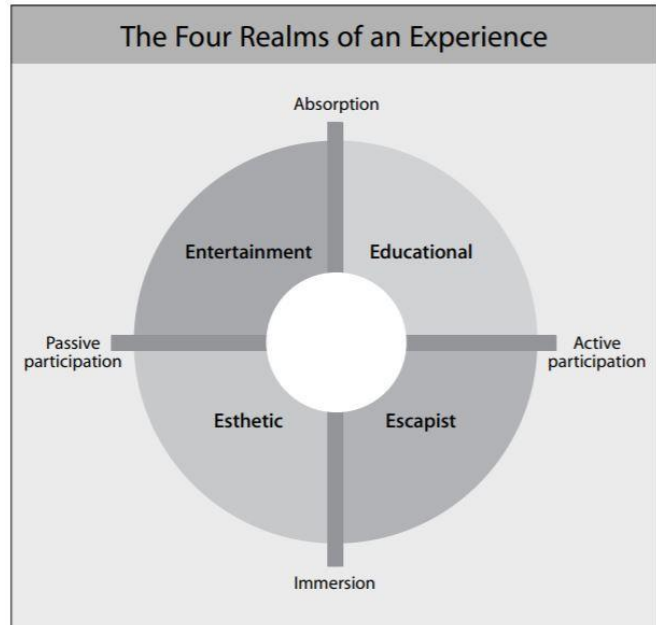 The Four Realms of an Experience
Absorption
Entertainment
Educational
Passive
participation
Active
participation
Esthetic
Escapist
Immersion